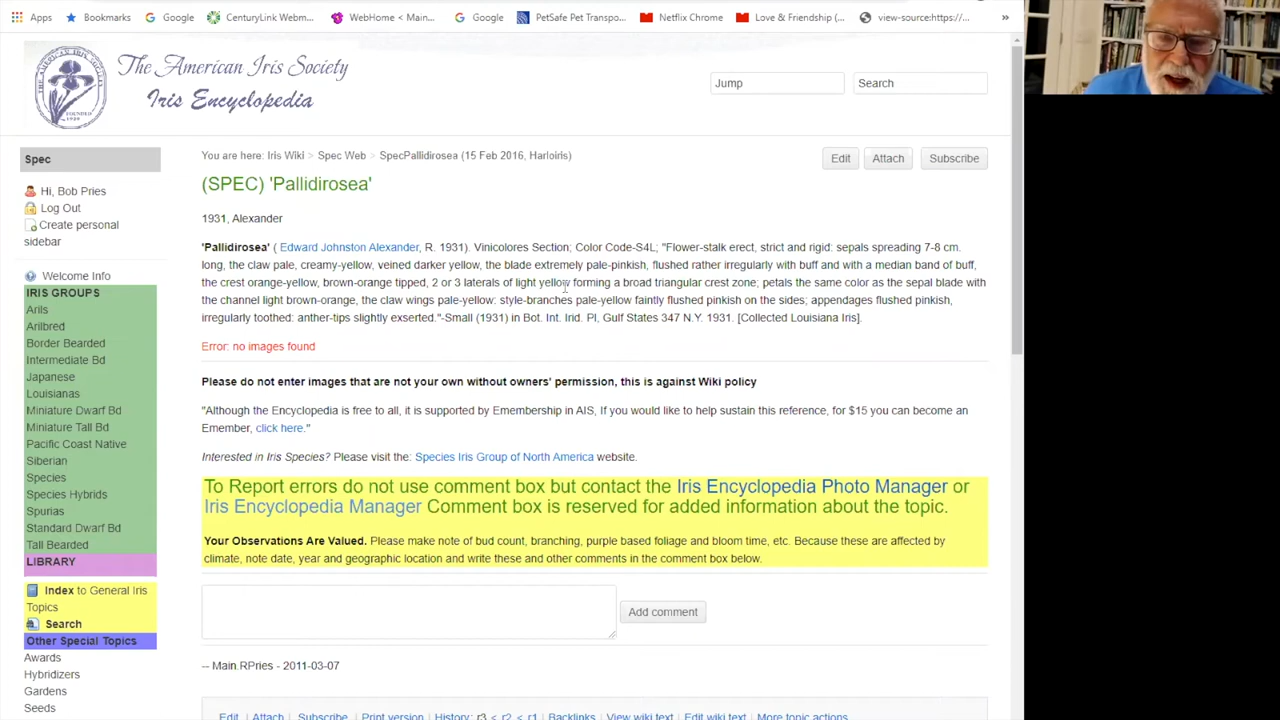 Apps Bookmarks Google CenturyLink Webm... WebHome < Main... Google PetSafe Pet Transpo... Netflix Chrome Love & Friendship (... view-source:https://... »
The American Iris Society
Iris Encyclopedia
Jump
Search
Spec
You are here: Iris Wiki > Spec Web > SpecPallidirosea (15 Feb 2016, Harloiris)
Edit Attach Subscribe
Hi, Bob Pries
Log Out
Create personal
sidebar
Welcome Info
IRIS GROUPS
Arils
Arilbred
Border Bearded
Intermediate Bd
Japanese
Louisianas
Miniature Dwarf Bd
Miniature Tall Bd
Pacific Coast Native
Siberian
Species
Species Hybrids
Spurias
Standard Dwarf Bd
Tall Bearded
LIBRARY
Index to General Iris
Topics
Search
Other Special Topics
Awards
Hybridizers
Gardens
Seeds
(SPEC) 'Pallidirosea'
1931, Alexander
'Pallidirosea' ( Edward Johnston Alexander, R. 1931). Vinicolores Section; Color Code-S4L; "Flower-stalk erect, strict and rigid: sepals spreading 7-8 cm.
long, the claw pale, creamy-yellow, veined darker yellow, the blade extremely pale-pinkish, flushed rather irregularly with buff and with a median band of buff,
the crest orange-yellow, brown-orange tipped, 2 or 3 laterals of light yellow forming a broad triangular crest zone; petals the same color as the sepal blade with
the channel light brown-orange, the claw wings pale-yellow: style-branches pale-yellow faintly flushed pinkish on the sides; appendages flushed pinkish,
irregularly toothed: anther-tips slightly exserted."-Small (1931) in Bot. Int. Irid. Pl, Gulf States 347 N.Y. 1931. [Collected Louisiana Iris].
Error: no images found
Please do not enter images that are not your own without owners' permission, this is against Wiki policy
"Although the Encyclopedia is free to all, it is supported by Emembership in AIS, If you would like to help sustain this reference, for $15 you can become an
Emember, click here."
Interested in Iris Species? Please visit the: Species Iris Group of North America website.
To Report errors do not use comment box but contact the Iris Encyclopedia Photo Manager or
Iris Encyclopedia Manager Comment box is reserved for added information about the topic.
Your Observations Are Valued. Please make note of bud count, branching, purple based foliage and bloom time, etc. Because these are affected by
climate, note date, year and geographic location and write these and other comments in the comment box below.
Add comment
-- Main.RPries - 2011-03-07
Edit Attach Subscribe Print version History: r3 < r2 < r1 Backlinks View wiki text Edit wiki text More topic actions